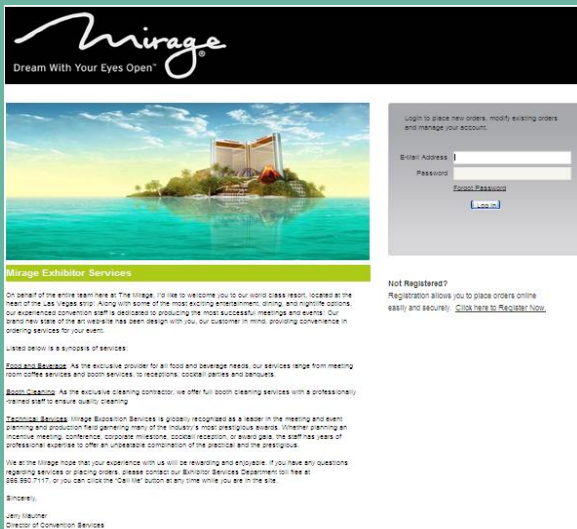 Mirage®
Dream With Your Eyes Open™
Login to place new orders, modify existing orders
and manage your account.
E-Mail Address
Password
Forgot Password
Log In
Mirage Exhibitor Services
On behalf of the entire team here at The Mirage, I'd like to welcome you to our world class resort, located at the
heart of the Las Vegas strip! Along with some of the most exciting entertainment, dining, and nightlife options,
our experienced convention staff is dedicated to producing the most successful meetings and events! Our
brand new state of the art web-site has been design with you, our customer in mind, providing convenience in
ordering services for your event.
Listed below is a synopsis of services:
Food and Beverage: As the exclusive provider for all food and beverage needs, our services range from meeting
room coffee services and booth services, to receptions, cocktail parties and banquets.
Booth Cleaning: As the exclusive cleaning contractor, we offer full booth cleaning services with a professionally
-trained staff to ensure quality cleaning
Technical Services: Mirage Exposition Services is globally recognized as a leader in the meeting and event
planning and production field garnering many of the industry's most prestigious awards. Whether planning an
incentive meeting, conference, corporate milestone, cocktail reception, or award gala, the staff has years of
professional expertise to offer an unbeatable combination of the practical and the prestigious.
We at the Mirage hope that your experience with us will be rewarding and enjoyable. If you have any questions
regarding services or placing orders, please contact our Exhibitor Services Department toll free at
866.990.7117, or you can click the "Call Me" button at any time while you are in the site.
Sincerely,
Jerry Mautner
Director of Convention Services
Not Registered?
Registration allows you to place orders online
easily and securely. Click here to Register Now.